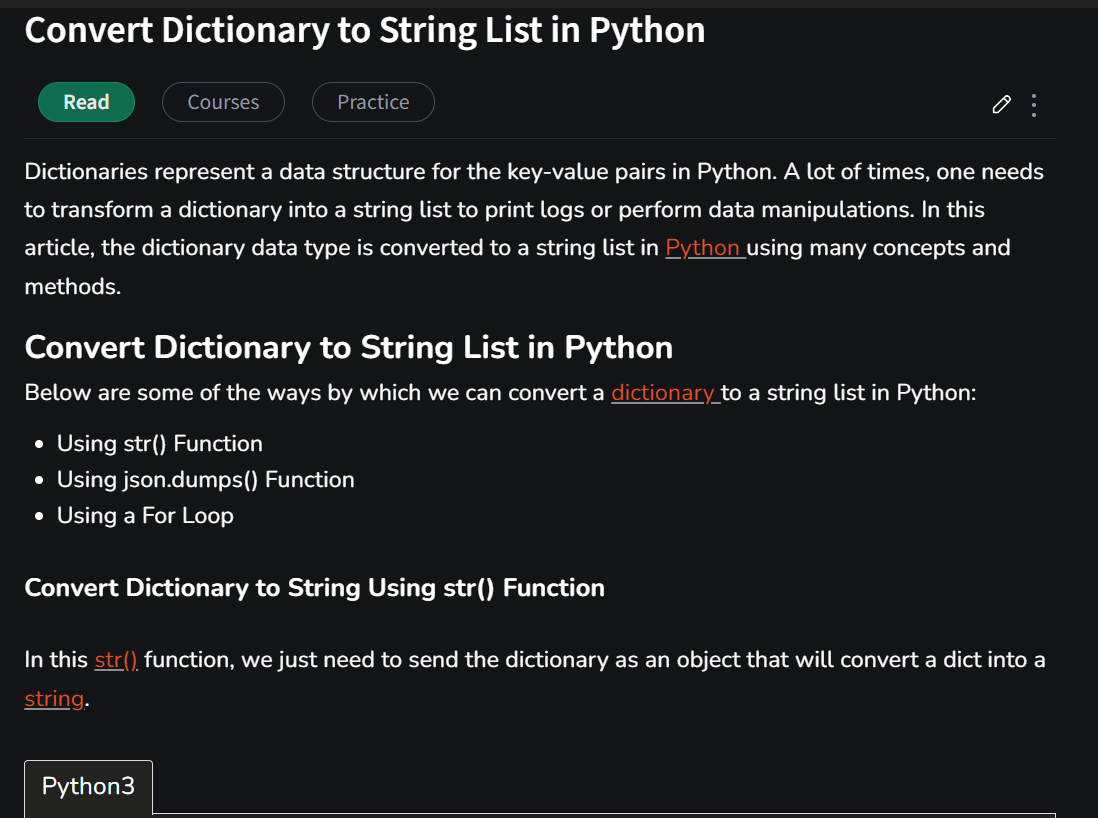 Convert Dictionary to String List in Python
Read Courses Practice
Dictionaries represent a data structure for the key-value pairs in Python. A lot of times, one needs
to transform a dictionary into a string list to print logs or perform data manipulations. In this
article, the dictionary data type is converted to a string list in Python using many concepts and
methods.
Convert Dictionary to String List in Python
Below are some of the ways by which we can convert a dictionary to a string list in Python:
• Using str() Function
• Using json.dumps() Function
• Using a For Loop
Convert Dictionary to String Using str() Function
In this str() function, we just need to send the dictionary as an object that will convert a dict into a
string.
Python3